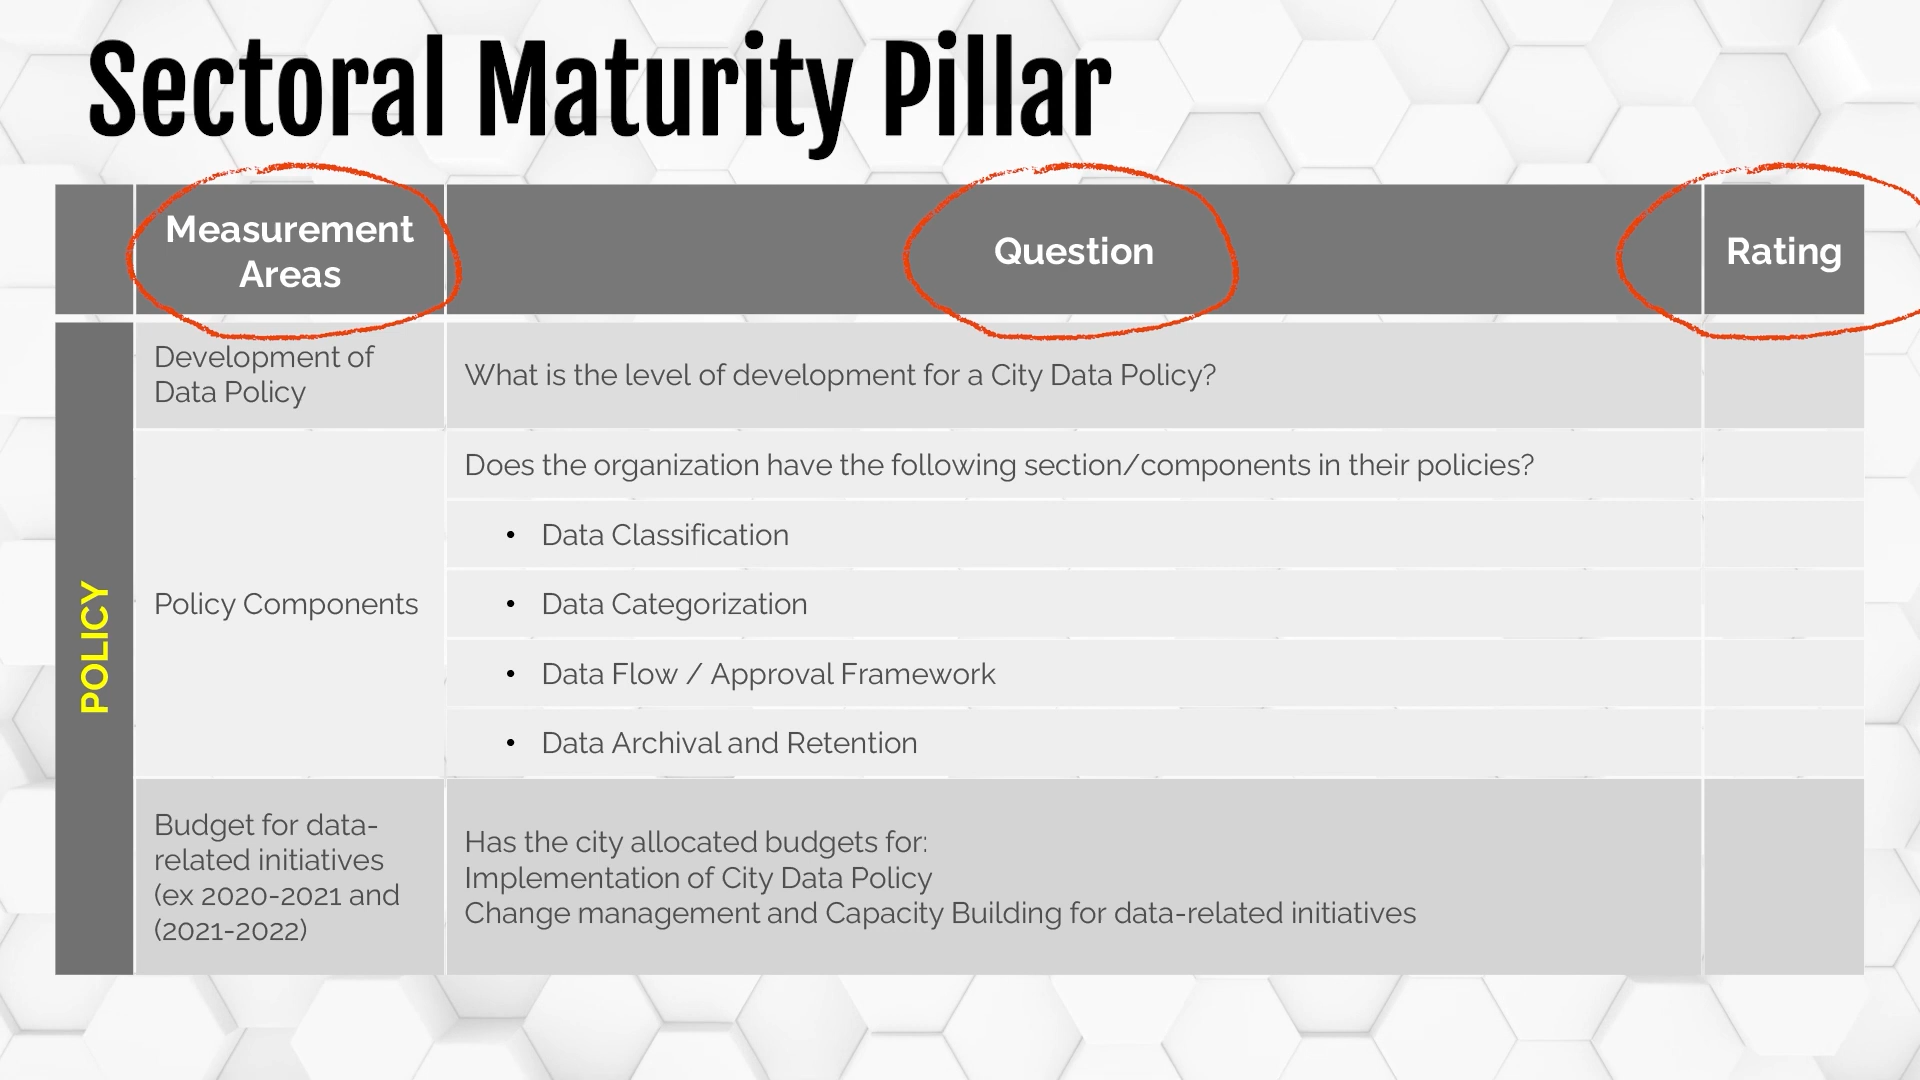 Sectoral Maturity Pillar
Measurement
Areas
Question
Rating
POLICY
Development of
Data Policy
What is the level of development for a City Data Policy?
Policy Components
Does the organization have the following section/components in their policies?
• Data Classification
• Data Categorization
• Data Flow / Approval Framework
• Data Archival and Retention
Budget for data-
related initiatives
(ex 2020-2021 and
(2021-2022)
Has the city allocated budgets for:
Implementation of City Data Policy
Change management and Capacity Building for data-related initiatives